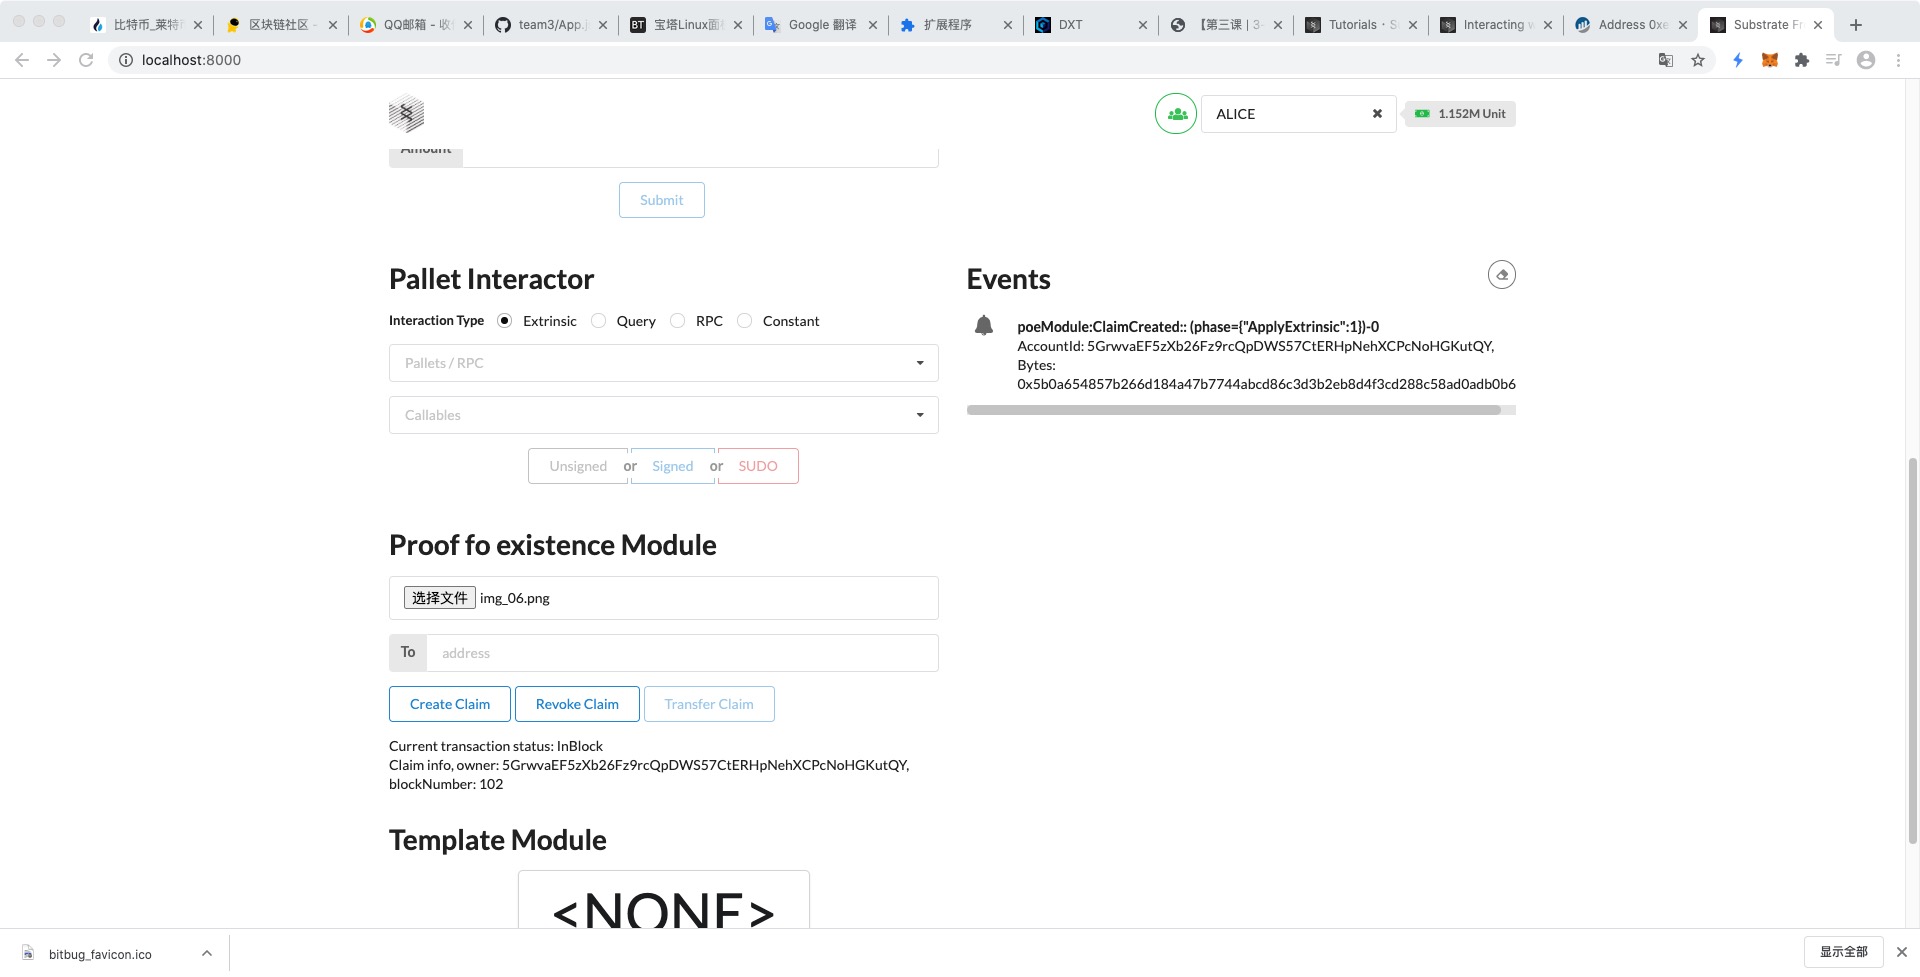 比特币_莱特
区块链社区 -
QQ邮箱 - 收
team3/App.j
宝塔Linux面
Google 翻译
扩展程序
DXT
【第三课 | 3-
Tutorials · S
Interacting w
Address 0xe
Substrate Fr
localhost:8000
ALICE
1.152M Unit
Amount
Submit
Pallet Interactor
Interaction Type Extrinsic Query RPC Constant
Pallets / RPC
Callables
Unsigned or Signed or SUDO
Events
poeModule:ClaimCreated:: (phase={"ApplyExtrinsic":1})-0
AccountId: 5GrwvaEF5zXb26Fz9rcQpDWS57CtERHpNehXCPcNoHGKutQY,
Bytes:
0x5b0a654857b266d184a47b7744abcd86c3d3b2eb8d4f3cd288c58ad0adb0b6
Proof fo existence Module
选择文件 img_06.png
To address
Create Claim Revoke Claim Transfer Claim
Current transaction status: InBlock
Claim info, owner: 5GrwvaEF5zXb26Fz9rcQpDWS57CtERHpNehXCPcNoHGKutQY,
blockNumber: 102
Template Module
<NONE>
bitbug_favicon.ico
显示全部